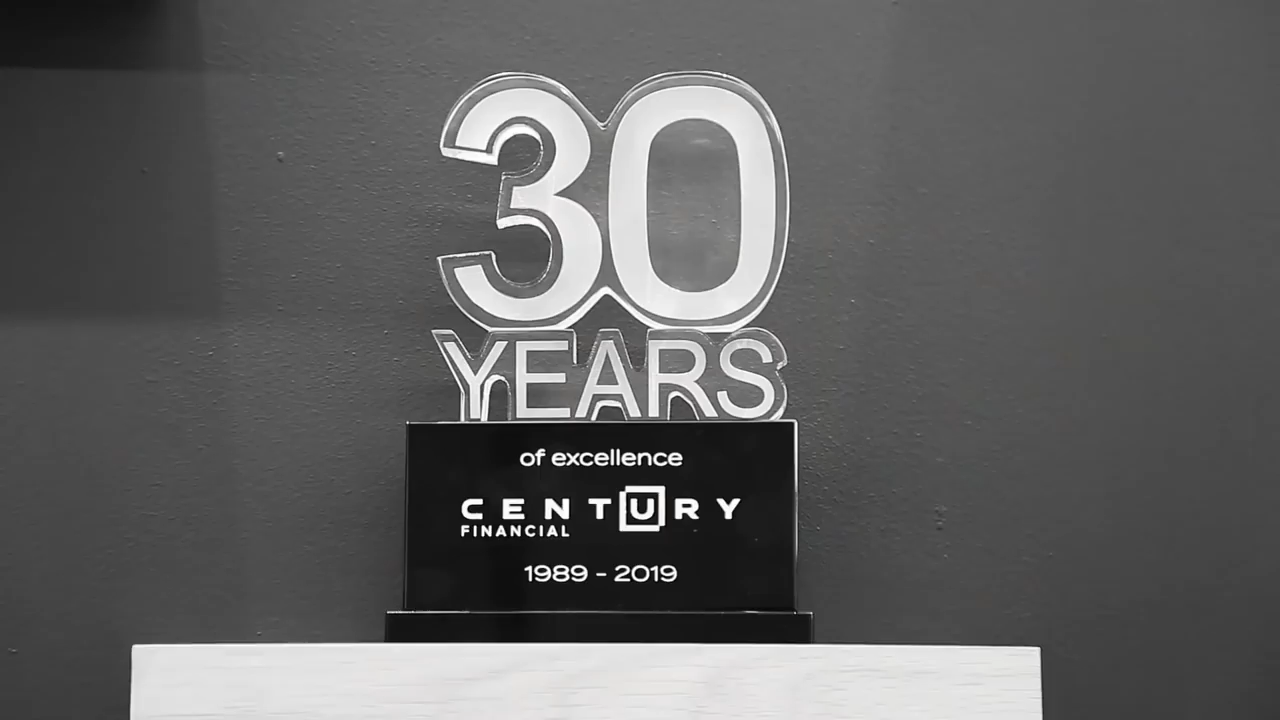 30
YEARS
of excellence
CENTURY
FINANCIAL
1989 - 2019